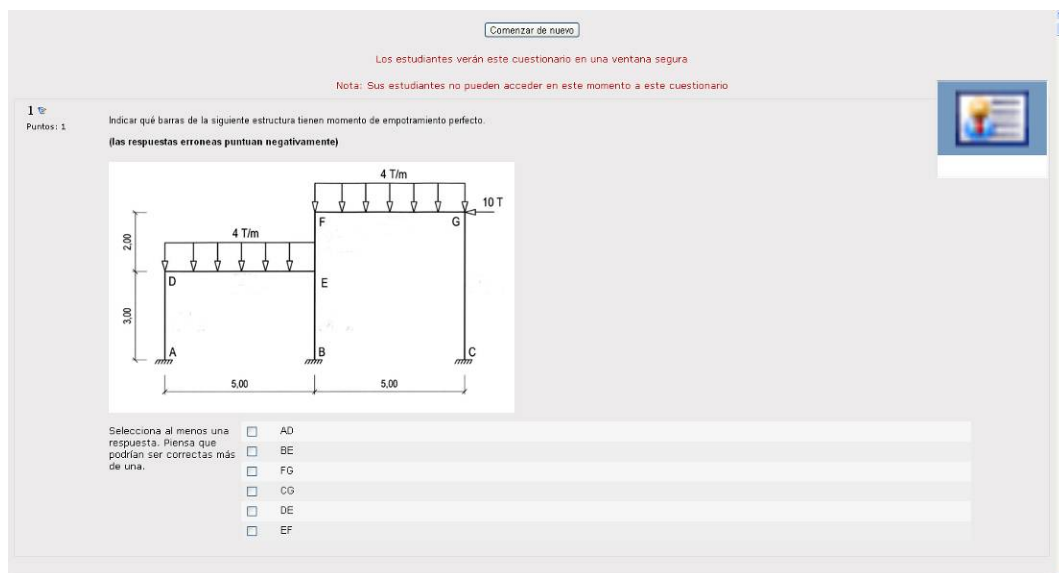 Comenzar de nuevo
Los estudiantes verán este cuestionario en una ventana segura
Nota: Sus estudiantes no pueden acceder en este momento a este cuestionario
1
Puntos: 1
Indicar qué barras de la siguiente estructura tienen momento de empotramiento perfecto.
(las respuestas erroneas puntuan negativamente)
4 T/m
10 T
F
G
2,00
4 T/m
D
E
3,00
A
B
C
5,00
5,00
Selecciona al menos una
respuesta. Piensa que
podrían ser correctas más
de una.
AD
BE
FG
CG
DE
EF